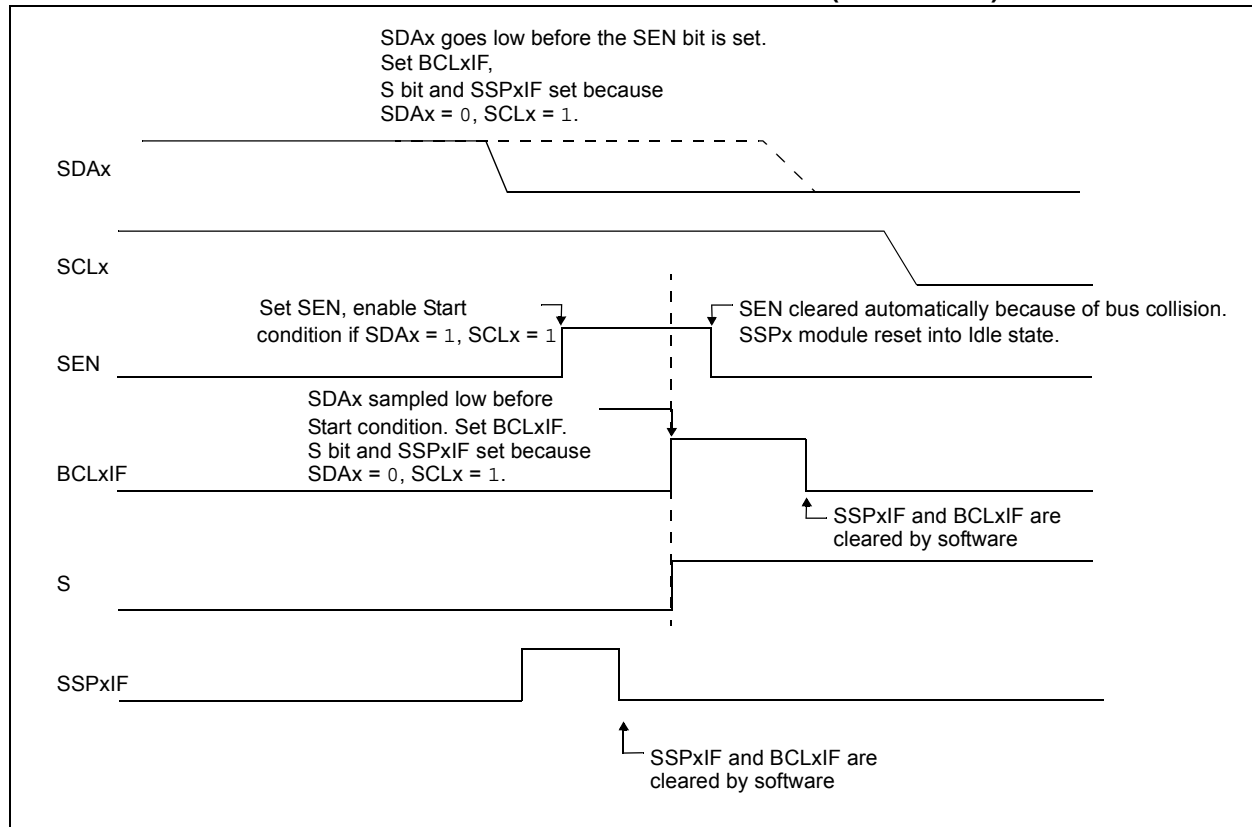 SDAx goes low before the SEN bit is set.
Set BCLxIF,
S bit and SSPxIF set because
SDAx = 0, SCLx = 1.
SDAx
SCLx
Set SEN, enable Start
condition if SDAx = 1, SCLx = 1
SEN cleared automatically because of bus collision.
SSPx module reset into Idle state.
SEN
SDAx sampled low before
Start condition. Set BCLxIF.
S bit and SSPxIF set because
SDAx = 0, SCLx = 1.
BCLxIF
SSPxIF and BCLxIF are
cleared by software
S
SSPxIF
SSPxIF and BCLxIF are
cleared by software